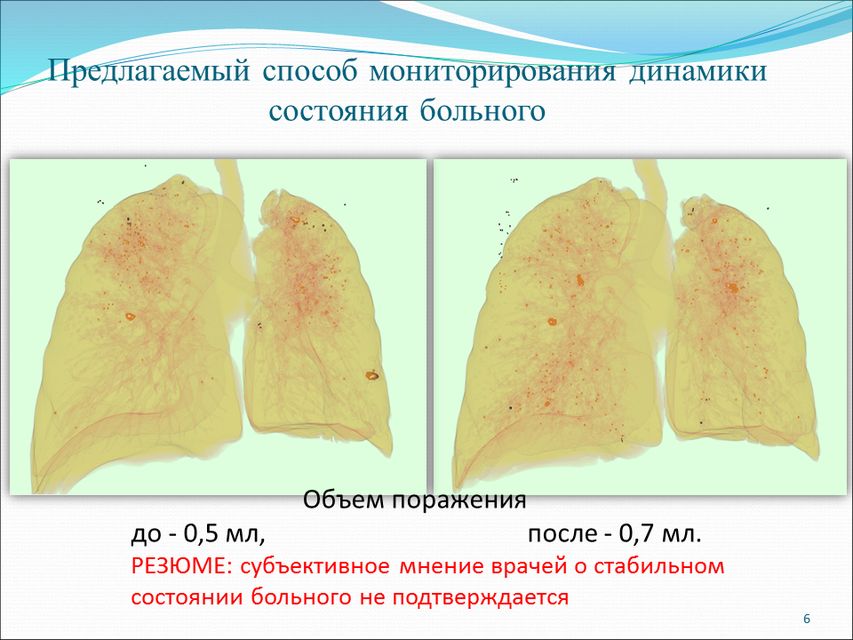 Предлагаемый способ мониторирования динамики
состояния больного
Объем поражения
до - 0,5 мл, после - 0,7 мл.
РЕЗЮМЕ: субъективное мнение врачей о стабильном
состоянии больного не подтверждается
6